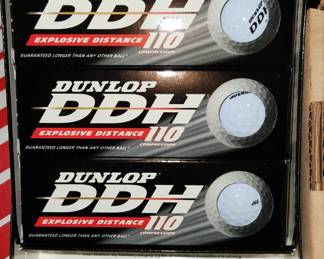 DDH
EXPLOSIVE DISTANCE 110
COMPRESSION
GUARANTEED LONGER THAN ANY OTHER BALL*
DUNLOP
DDH
EXPLOSIVE DISTANCE 110
COMPRESSION
GUARANTEED LONGER THAN ANY OTHER BALL*
DUNLOP
DDH
EXPLOSIVE DISTANCE 110
COMPRESSION
GUARANTEED LONGER THAN ANY OTHER BALL*